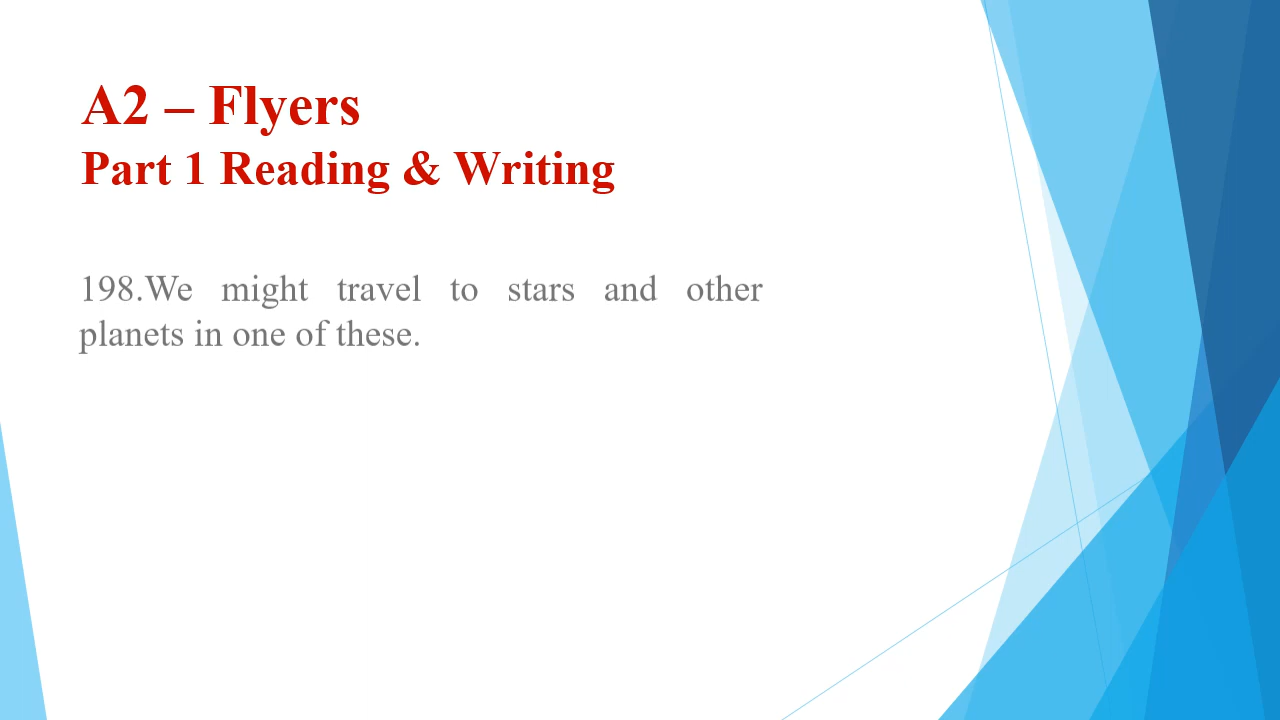 A2 – Flyers
Part 1 Reading & Writing
198.We might travel to stars and other
planets in one of these.